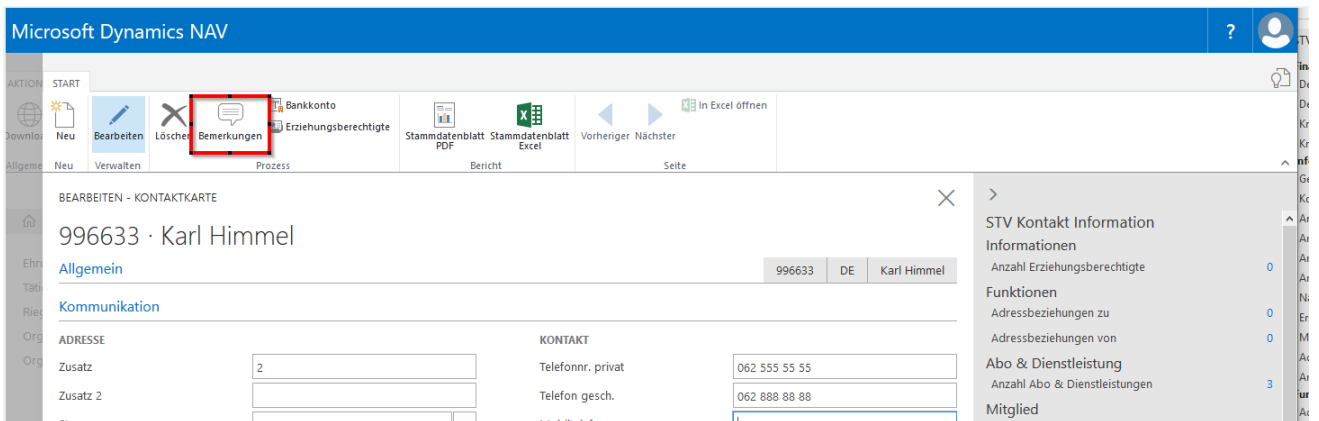 Microsoft Dynamics NAV
?
AKTION START
Neu
Bearbeiten
Löschen
Bemerkungen
Bankkonto
Erziehungsberechtigte
Stammdatenblatt PDF
Stammdatenblatt Excel
Vorheriger Nächster
In Excel öffnen
Neu Verwalten Prozess Bericht Seite
BEARBEITEN - KONTAKTKARTE
996633 · Karl Himmel
Allgemein 996633 DE Karl Himmel
Kommunikation
ADRESSE
Zusatz 2
Zusatz 2
KONTAKT
Telefonnr. privat 062 555 55 55
Telefon gesch. 062 888 88 88
STV Kontakt Information
Informationen
Anzahl Erziehungsberechtigte 0
Funktionen
Adressbeziehungen zu 0
Adressbeziehungen von 0
Abo & Dienstleistung
Anzahl Abo & Dienstleistungen 3
Mitglied